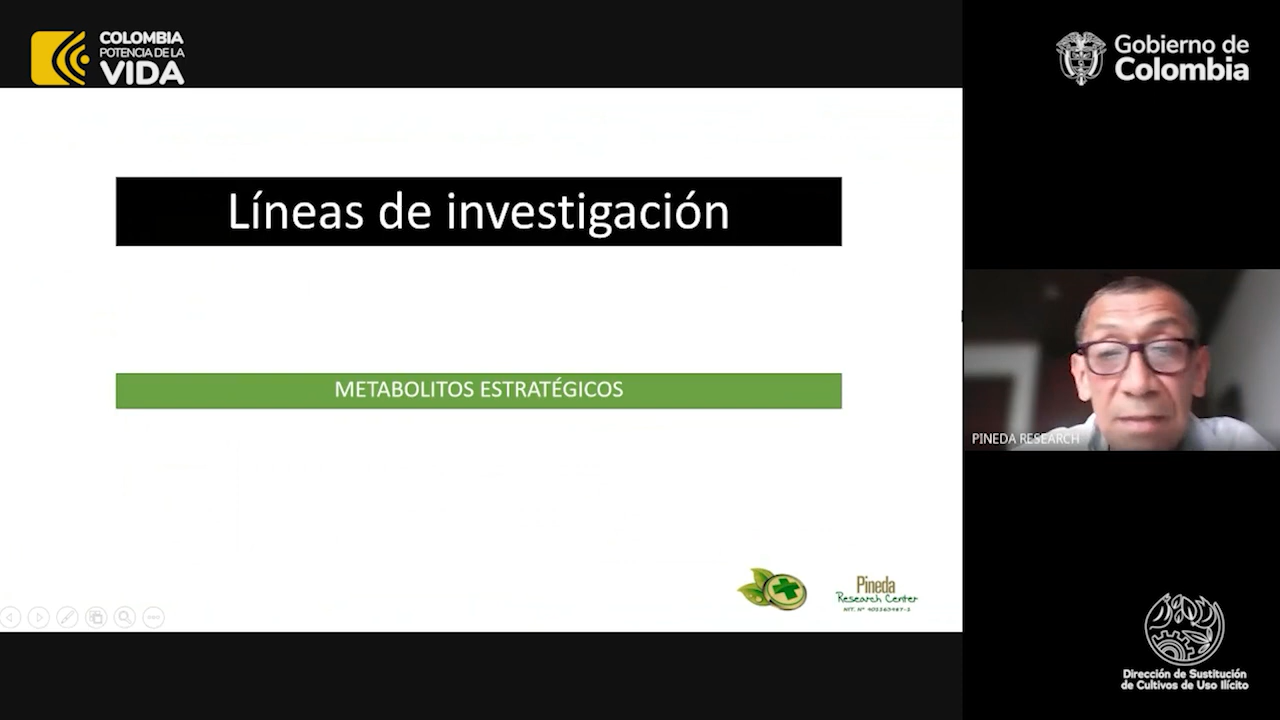 COLOMBIA
POTENCIA DE LA
VIDA
Gobierno de
Colombia
Líneas de investigación
METABOLITOS ESTRATÉGICOS
PINEDA RESEARCH
Pineda
Research Center
Dirección de Sustitución
de Cultivos de Uso Ilícito